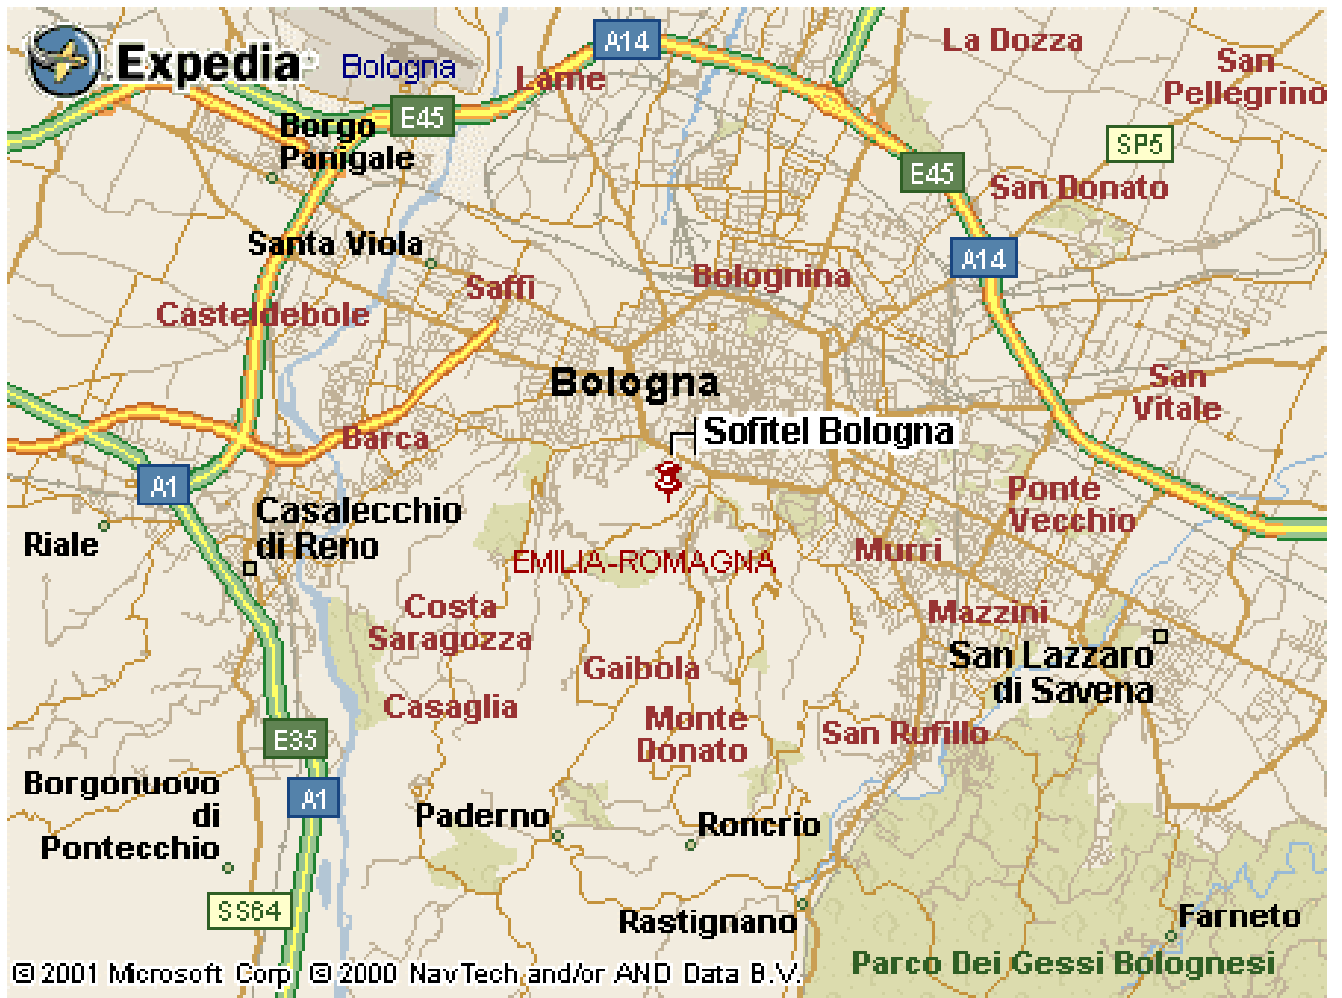 Expedia
Bologna
Lame
A14
La Dozza
San
Pellegrino
E45
Borgo
Panigale
SP5
E45
San Donato
Santa Viola
A14
Saffi
Bolognina
Casteldebole
Bologna
San
Vitale
Sofitel Bologna
Barca
A1
Casalecchio
di Reno
Riale
Ponte
Vecchio
EMILIA-ROMAGNA
Murri
Costa
Saragozza
Mazzini
Gaibola
San Lazzaro
di Savena
Casaglia
Monte
Donato
San Rufillo
E35
Borgonuovo
di
Pontecchio
A1
Paderno
Roncrio
SS64
Rastignano
Farneto
Parco Dei Gessi Bolognesi
© 2001 Microsoft Corp © 2000 NavTech and/or AND Data B.V.